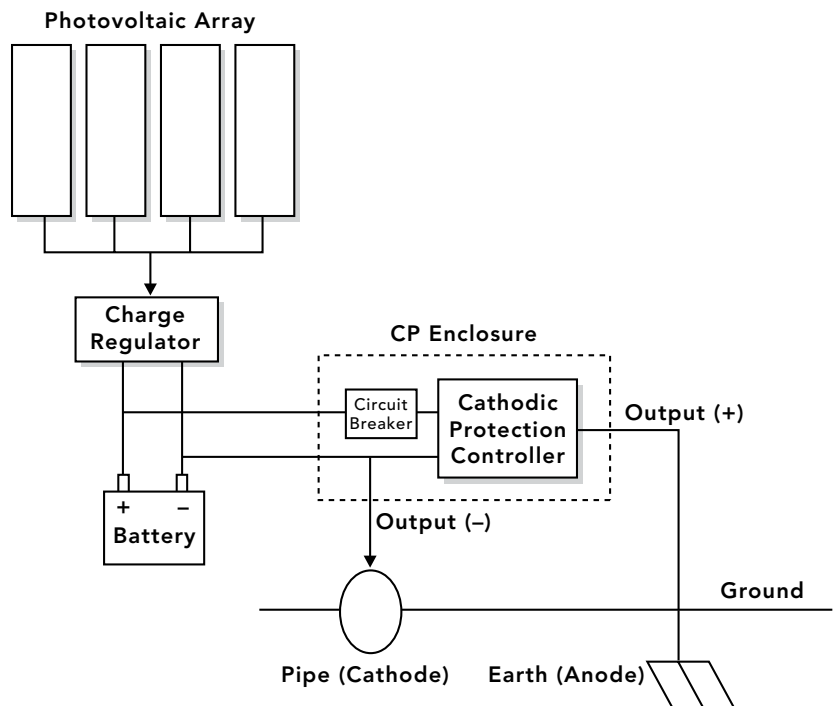 Photovoltaic Array
Charge
Regulator
CP Enclosure
Circuit
Breaker
Cathodic
Protection
Controller
Output (+)
+
–
Battery
Output (–)
Ground
Pipe (Cathode)
Earth (Anode)